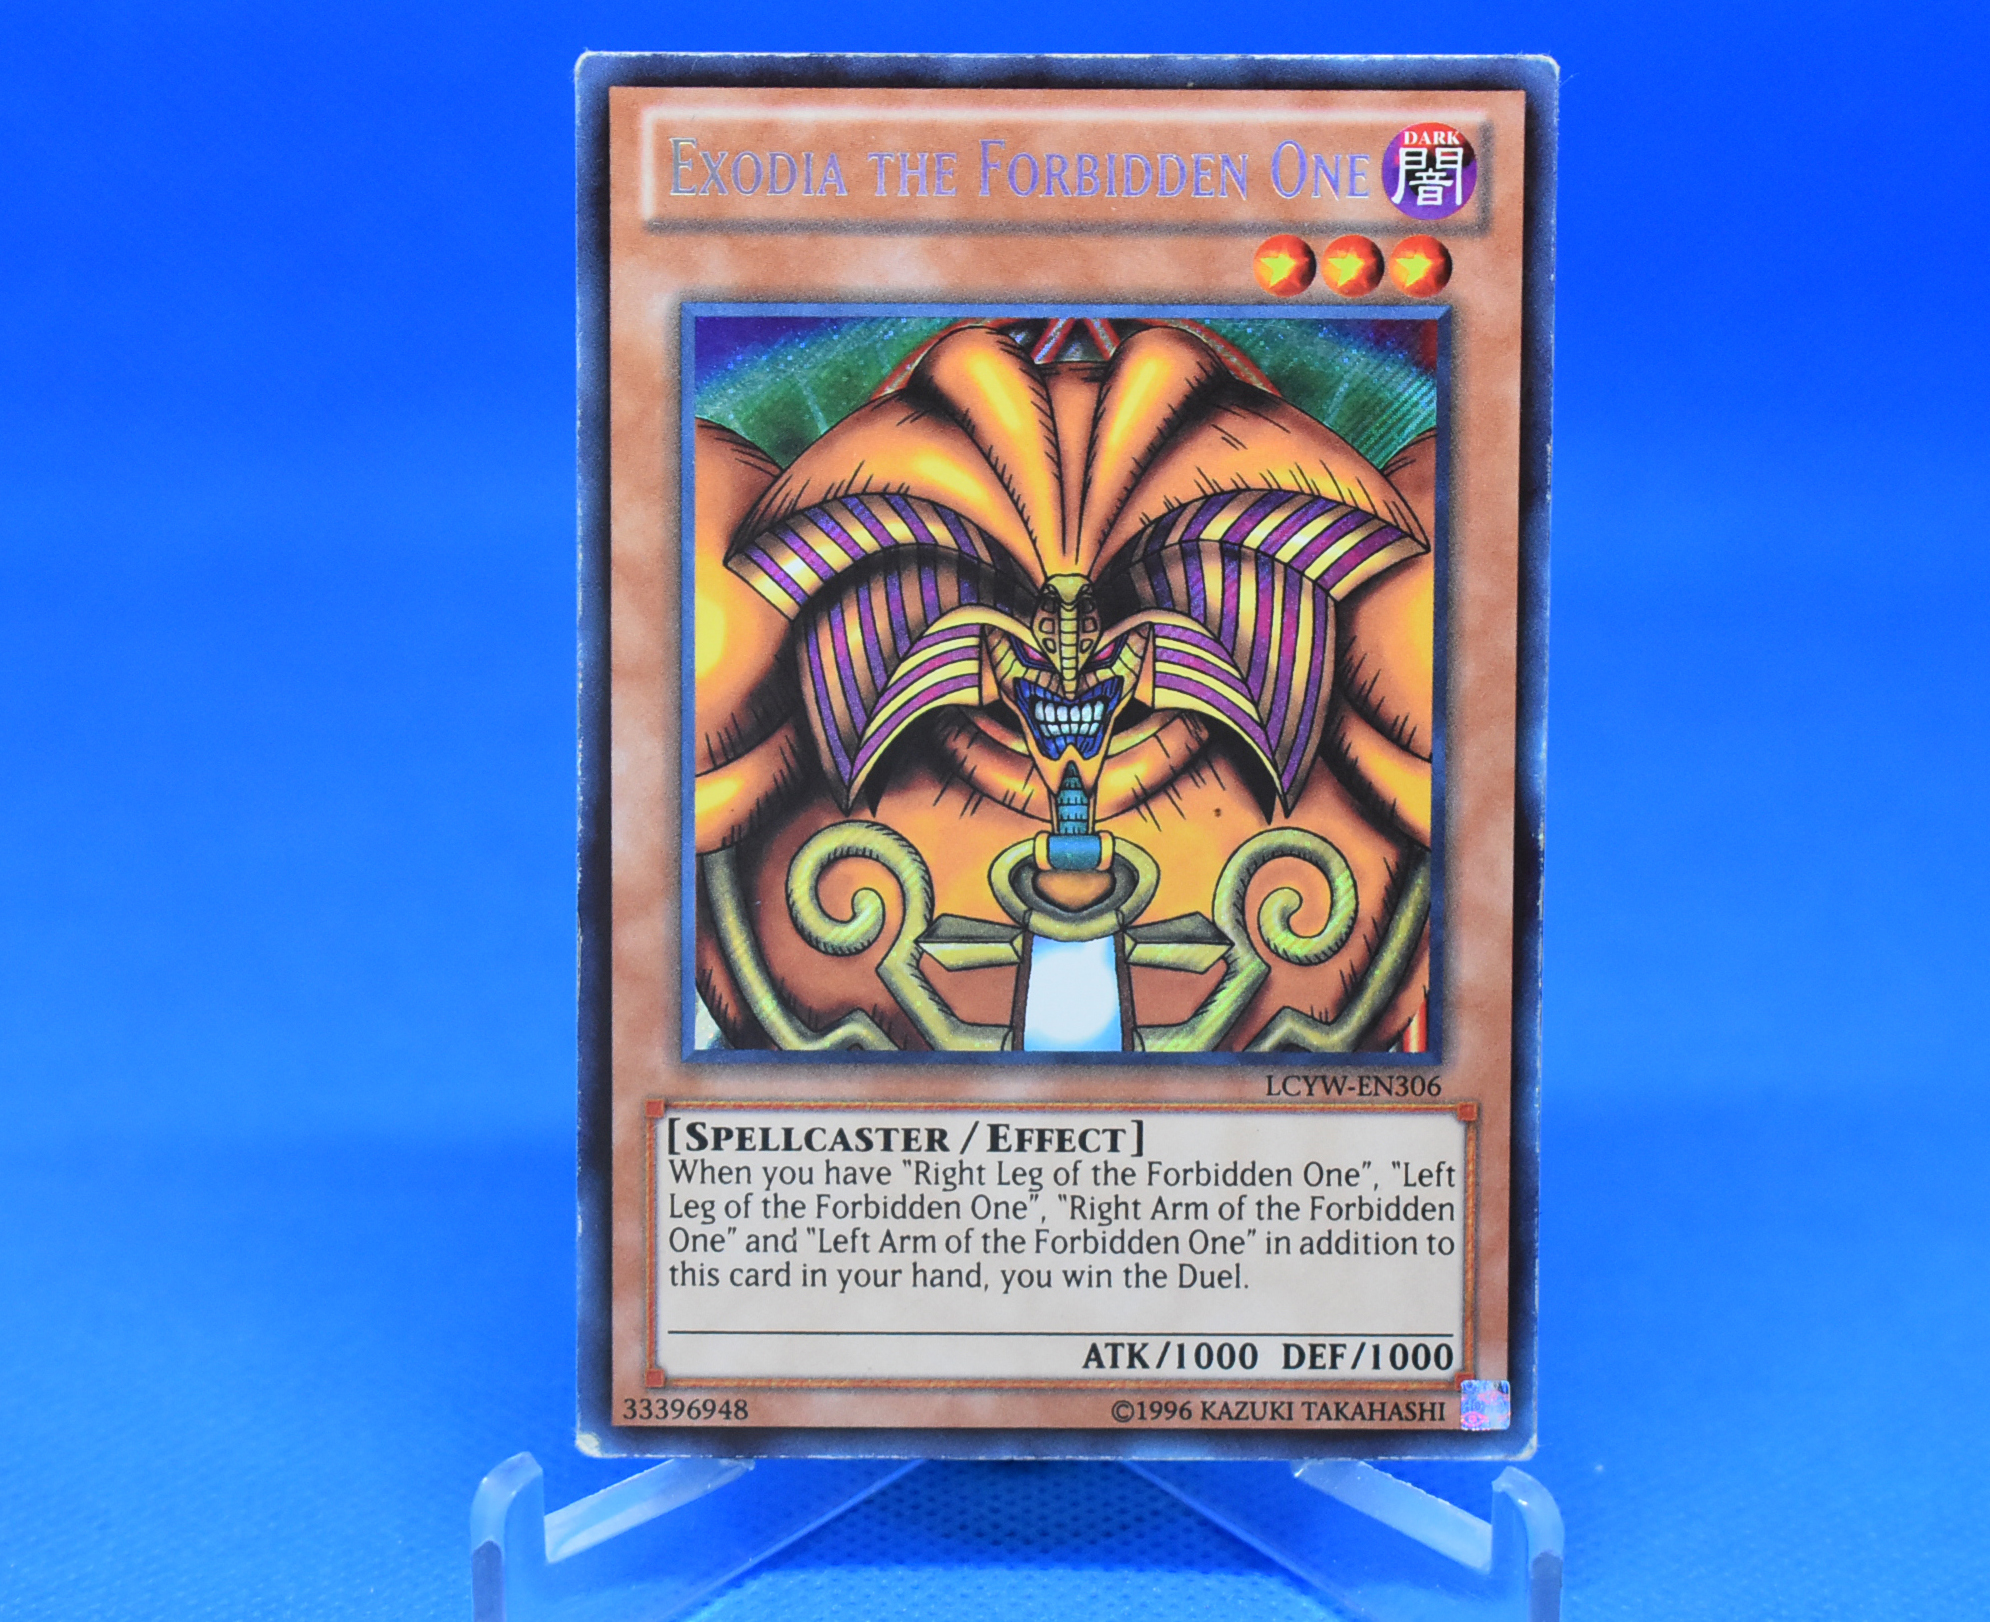 Exodia the Forbidden One
DARK
闇
LCYW-EN306
[Spellcaster / Effect]
When you have "Right Leg of the Forbidden One", "Left
Leg of the Forbidden One", "Right Arm of the Forbidden
One" and "Left Arm of the Forbidden One" in addition to
this card in your hand, you win the Duel.
ATK/1000 DEF/1000
33396948
©1996 KAZUKI TAKAHASHI